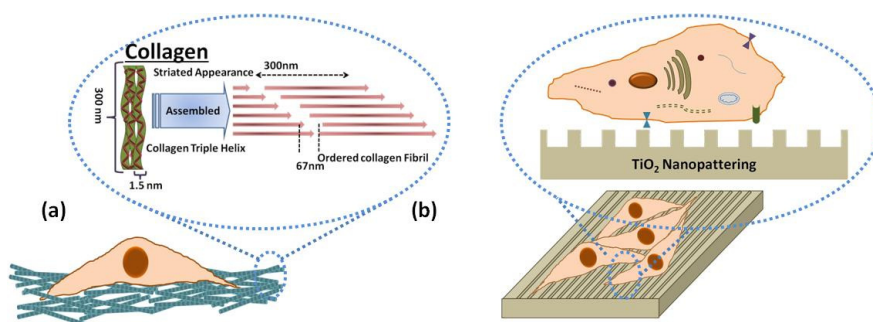 Collagen
Striated Appearance
300nm
300 nm
Assembled
Collagen Triple Helix
67nm
Ordered collagen Fibril
1.5 nm
(a)
(b)
TiO₂ Nanopattering